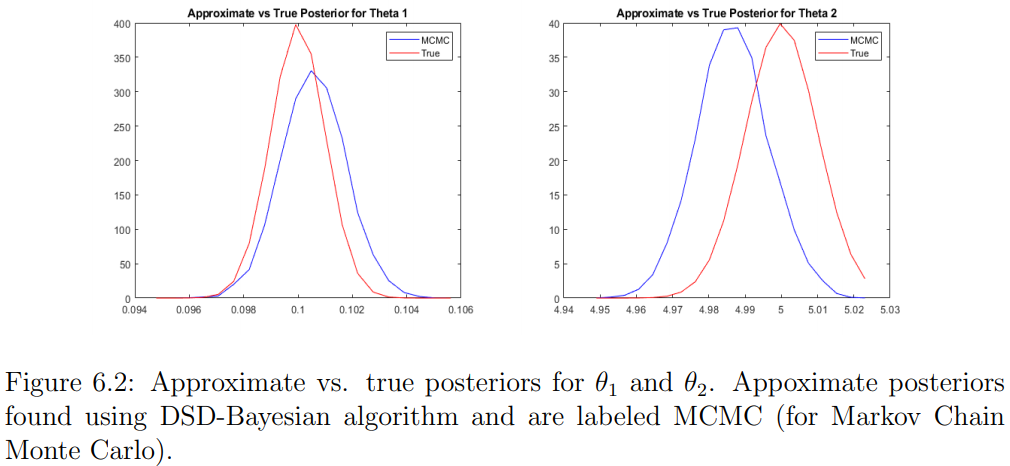 Approximate vs True Posterior for Theta 1
400
350
300
250
200
150
100
50
0
0.094 0.096 0.098 0.1 0.102 0.104 0.106
MCMC
True
Approximate vs True Posterior for Theta 2
40
35
30
25
20
15
10
5
0
4.94 4.95 4.96 4.97 4.98 4.99 5 5.01 5.02 5.03
MCMC
True
Figure 6.2: Approximate vs. true posteriors for θ₁ and θ₂. Appoximate posteriors
found using DSD-Bayesian algorithm and are labeled MCMC (for Markov Chain
Monte Carlo).